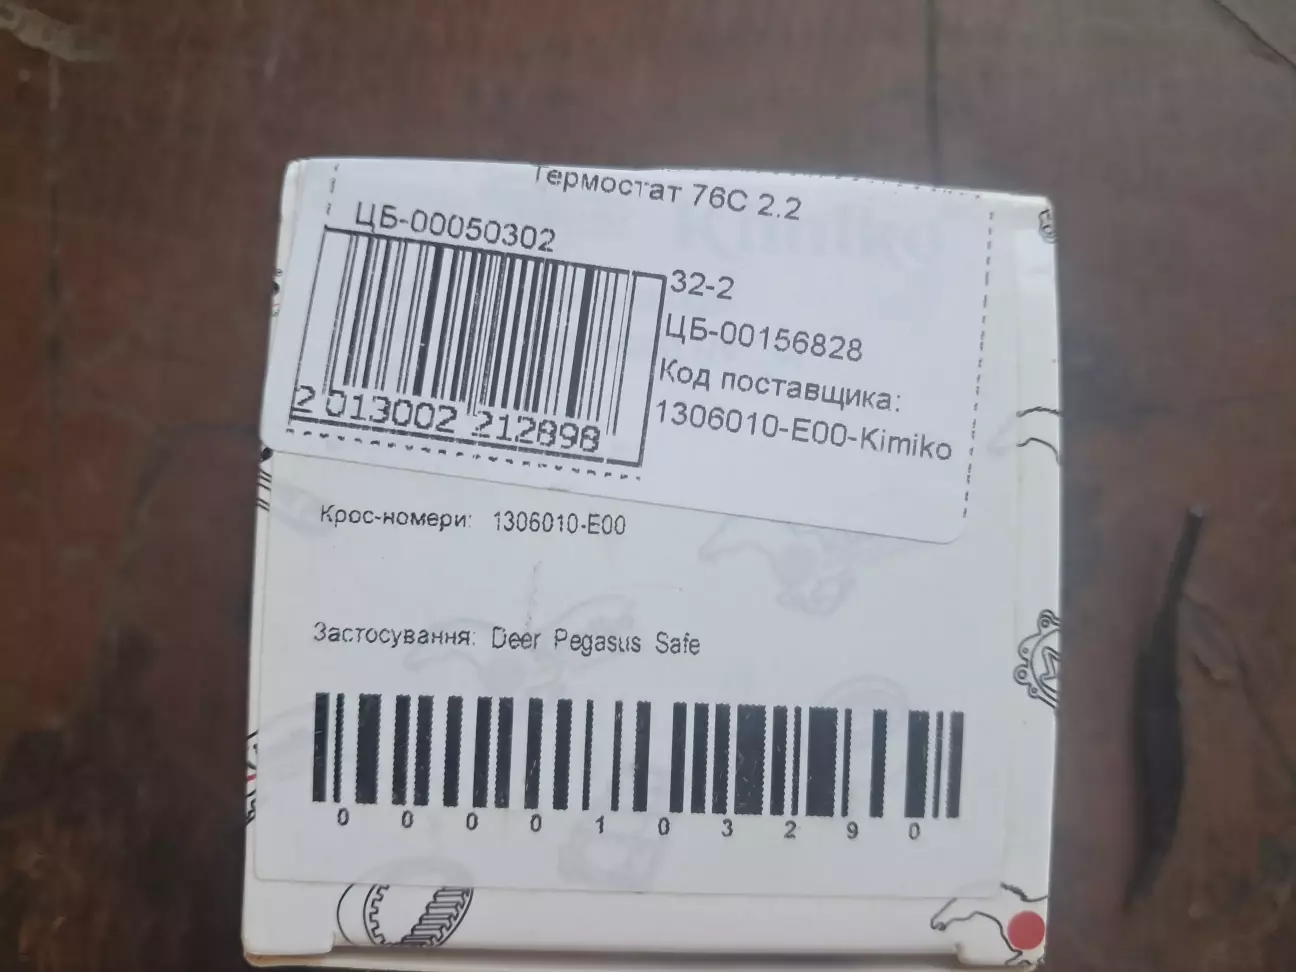 Термостат 76C 2.2
ЦБ-00050302
32-2
ЦБ-00156828
Код поставщика:
1306010-E00-Kimiko
2 013002 212898
Крос-номери: 1306010-E00
Застосування: Deer Pegasus Safe
0 0 0 0 1 0 3 2 9 0